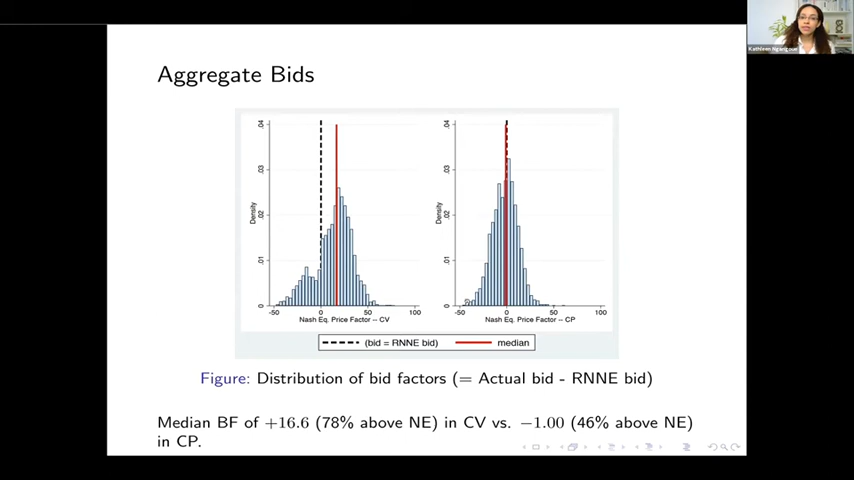 Kathleen Ngangoue
Aggregate Bids
.04
.03
.02
.01
0
Density
-50
0
50
100
Nash Eq. Price Factor -- CV
.04
.03
.02
.01
0
Density
-50
0
50
100
Nash Eq. Price Factor -- CP
(bid = RNNE bid)
median
Figure: Distribution of bid factors (= Actual bid - RNNE bid)
Median BF of +16.6 (78% above NE) in CV vs. −1.00 (46% above NE)
in CP.